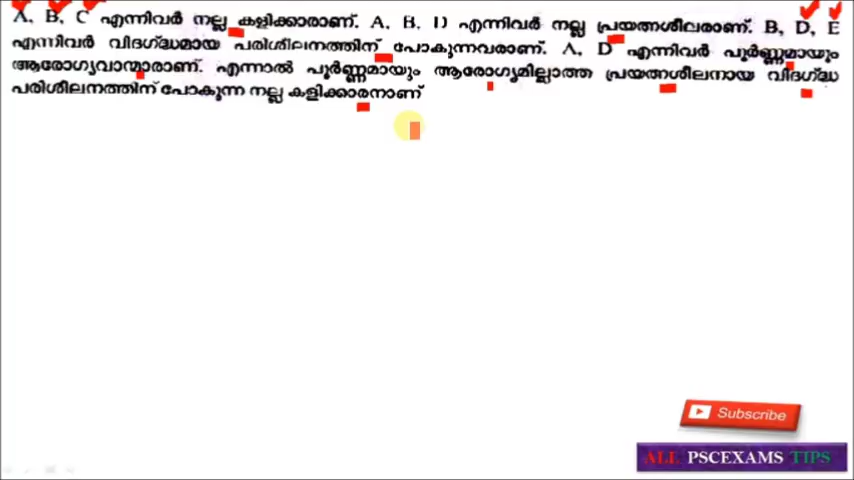 A, B, C എന്നിവർ നല്ല കളിക്കാരാണ്. A, B, D എന്നിവർ നല്ല പ്രയത്നശീലരാണ്. B, D, E
എന്നിവർ വിദഗ്ദ്ധമായ പരിശീലനത്തിന് പോകുന്നവരാണ്. A, D എന്നിവർ പൂർണ്ണമായും
ആരോഗ്യവാന്മാരാണ്. എന്നാൽ പൂർണ്ണമായും ആരോഗ്യമില്ലാത്ത പ്രയത്നശീലനായ വിദഗ്ദ്ധ
പരിശീലനത്തിന് പോകുന്ന നല്ല കളിക്കാരനാണ്
Subscribe
ALL PSCEXAMS TIPS